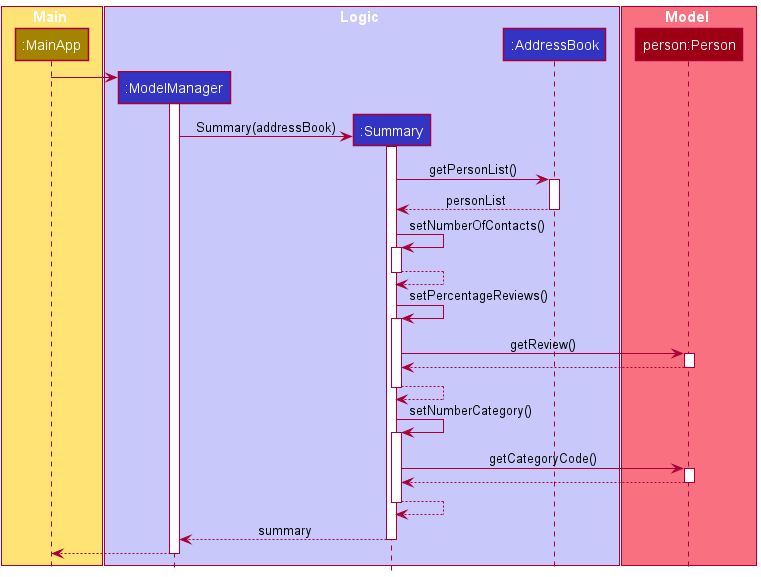 Main
Logic
Model
:MainApp
:AddressBook
person:Person
:ModelManager
Summary(addressBook)
:Summary
getPersonList()
personList
setNumberOfContacts()
setPercentageReviews()
getReview()
setNumberCategory()
getCategoryCode()
summary